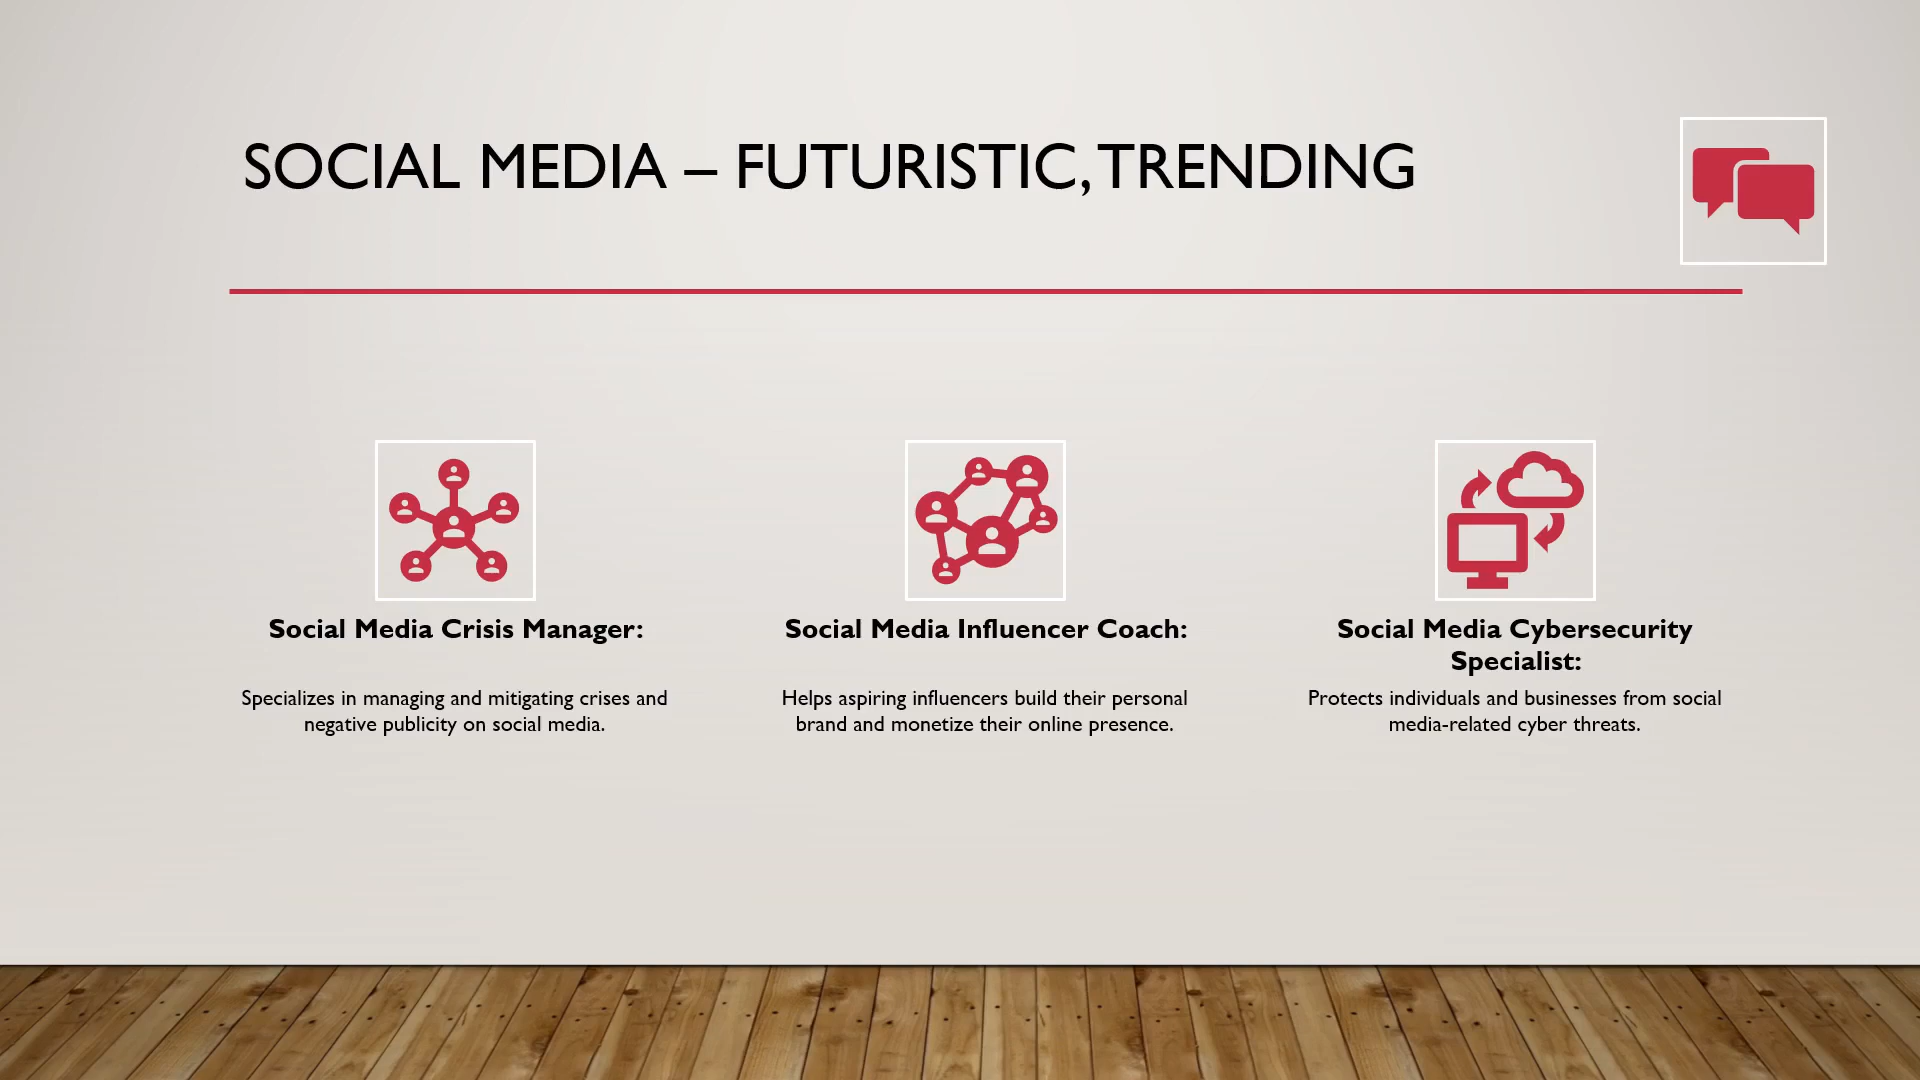 SOCIAL MEDIA – FUTURISTIC, TRENDING
Social Media Crisis Manager:
Specializes in managing and mitigating crises and
negative publicity on social media.
Social Media Influencer Coach:
Helps aspiring influencers build their personal
brand and monetize their online presence.
Social Media Cybersecurity
Specialist:
Protects individuals and businesses from social
media-related cyber threats.